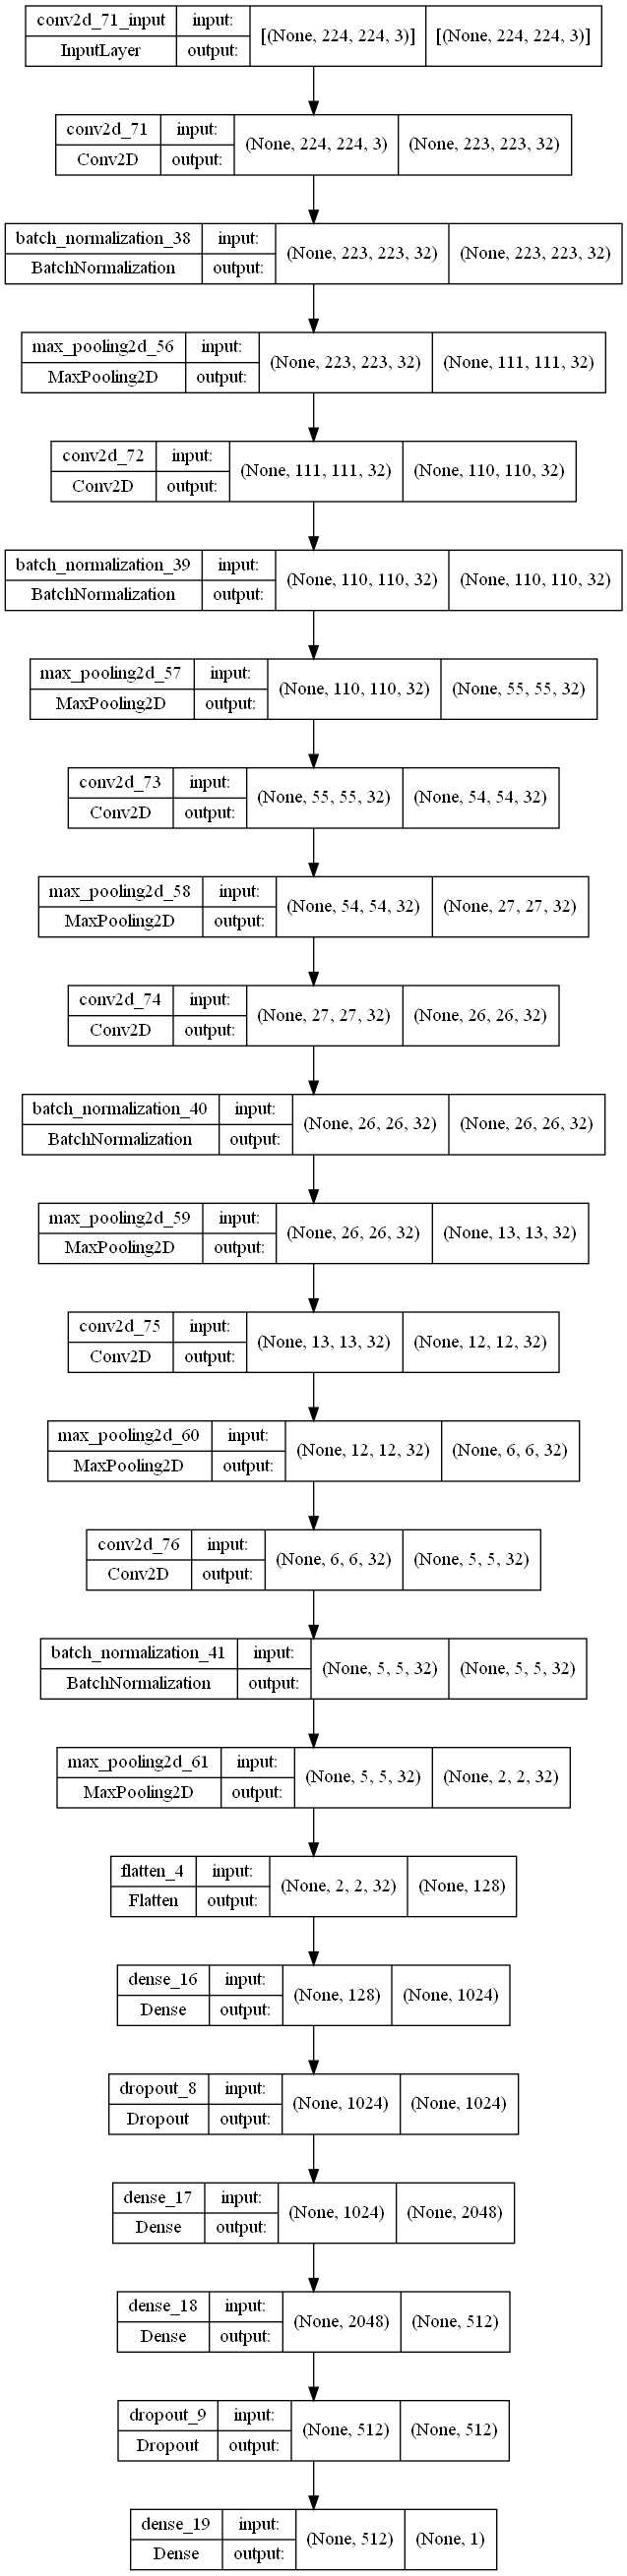 conv2d_71_input input: [(None, 224, 224, 3)] [(None, 224, 224, 3)]
InputLayer output:
conv2d_71 input: (None, 224, 224, 3) (None, 223, 223, 32)
Conv2D output:
batch_normalization_38 input: (None, 223, 223, 32) (None, 223, 223, 32)
BatchNormalization output:
max_pooling2d_56 input: (None, 223, 223, 32) (None, 111, 111, 32)
MaxPooling2D output:
conv2d_72 input: (None, 111, 111, 32) (None, 110, 110, 32)
Conv2D output:
batch_normalization_39 input: (None, 110, 110, 32) (None, 110, 110, 32)
BatchNormalization output:
max_pooling2d_57 input: (None, 110, 110, 32) (None, 55, 55, 32)
MaxPooling2D output:
conv2d_73 input: (None, 55, 55, 32) (None, 54, 54, 32)
Conv2D output:
max_pooling2d_58 input: (None, 54, 54, 32) (None, 27, 27, 32)
MaxPooling2D output:
conv2d_74 input: (None, 27, 27, 32) (None, 26, 26, 32)
Conv2D output:
batch_normalization_40 input: (None, 26, 26, 32) (None, 26, 26, 32)
BatchNormalization output:
max_pooling2d_59 input: (None, 26, 26, 32) (None, 13, 13, 32)
MaxPooling2D output:
conv2d_75 input: (None, 13, 13, 32) (None, 12, 12, 32)
Conv2D output:
max_pooling2d_60 input: (None, 12, 12, 32) (None, 6, 6, 32)
MaxPooling2D output:
conv2d_76 input: (None, 6, 6, 32) (None, 5, 5, 32)
Conv2D output:
batch_normalization_41 input: (None, 5, 5, 32) (None, 5, 5, 32)
BatchNormalization output:
max_pooling2d_61 input: (None, 5, 5, 32) (None, 2, 2, 32)
MaxPooling2D output:
flatten_4 input: (None, 2, 2, 32) (None, 128)
Flatten output:
dense_16 input: (None, 128) (None, 1024)
Dense output:
dropout_8 input: (None, 1024) (None, 1024)
Dropout output:
dense_17 input: (None, 1024) (None, 2048)
Dense output:
dense_18 input: (None, 2048) (None, 512)
Dense output:
dropout_9 input: (None, 512) (None, 512)
Dropout output:
dense_19 input: (None, 512) (None, 1)
Dense output: